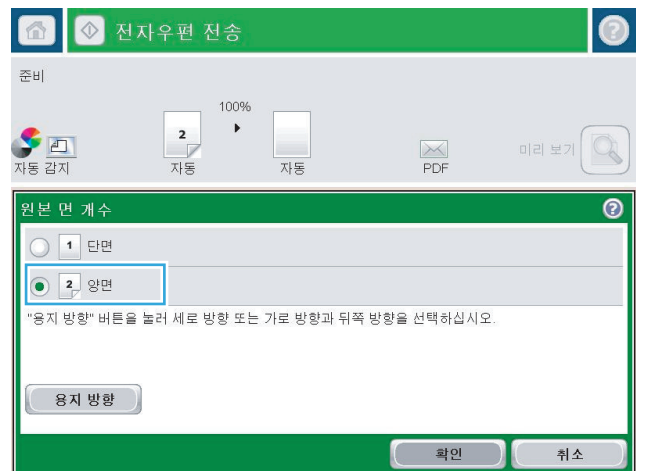 전자우편 전송
준비
100%
2
자동 감지
자동
자동
PDF
미리 보기
원본 면 개수
1 단면
2 양면
"용지 방향" 버튼을 눌러 세로 방향 또는 가로 방향과 뒤쪽 방향을 선택하십시오.
용지 방향
확인
취소